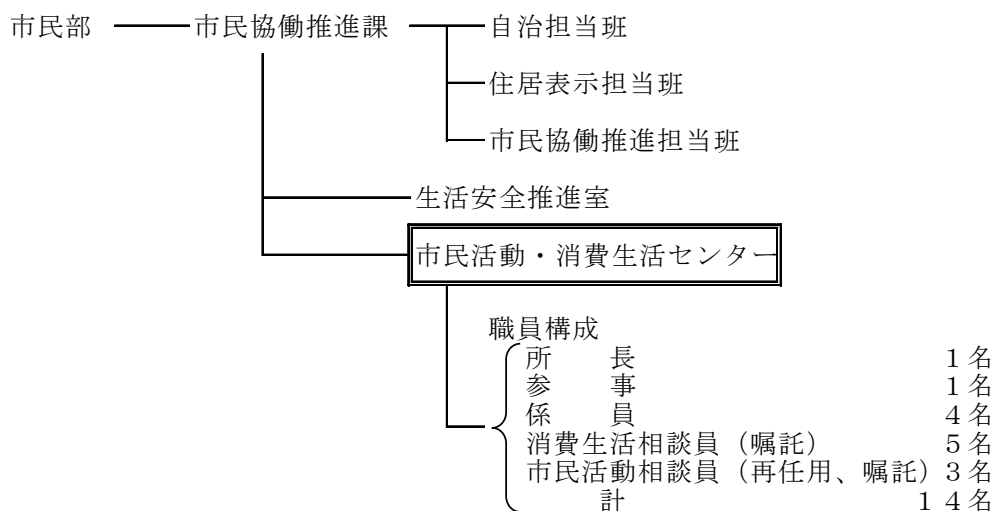 市民部 市民協働推進課 自治担当班
住居表示担当班
市民協働推進担当班
生活安全推進室
市民活動・消費生活センター
職員構成
所　　長 １名
参　　事 １名
係　　員 ４名
消費生活相談員（嘱託） ５名
市民活動相談員（再任用、嘱託）３名
計 １４名